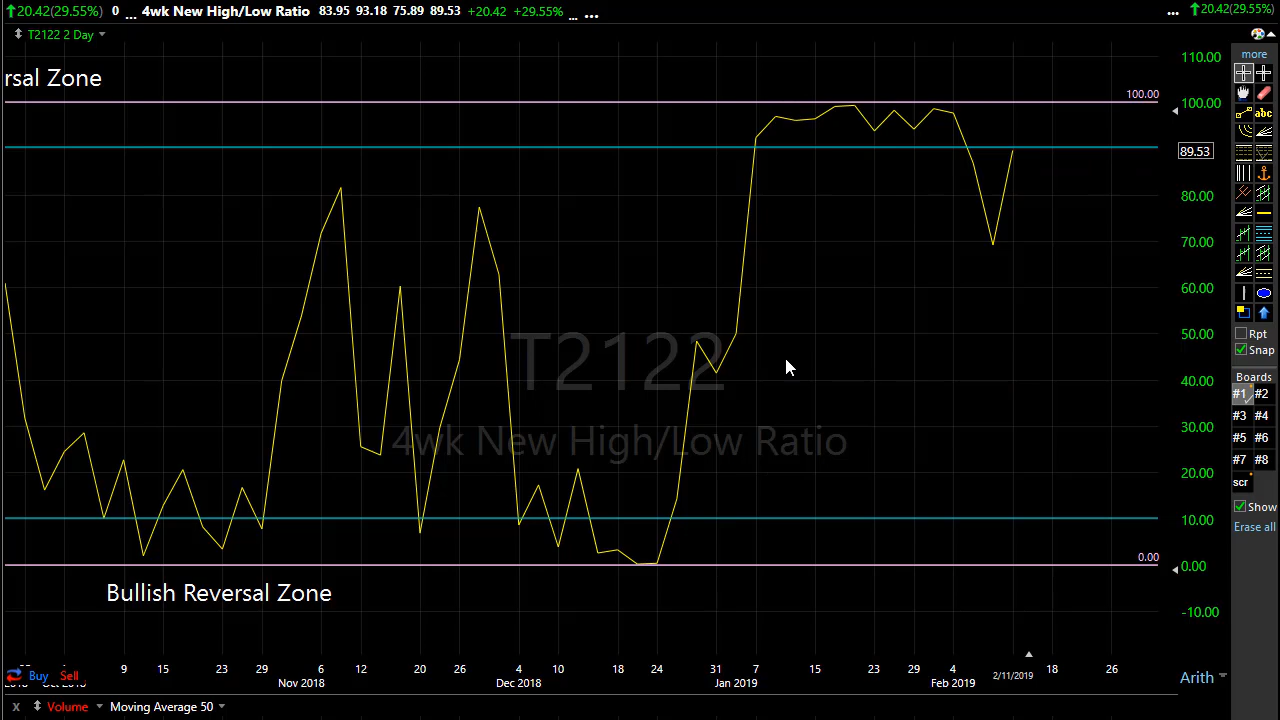 20.42(29.55%) 0 ... 4wk New High/Low Ratio 83.95 93.18 75.89 89.53 +20.42 +29.55% ... ... ... 20.42(29.55%)
T2122 2 Day
more
rsal Zone
110.00
100.00
100.00
abc
89.53
80.00
70.00
60.00
50.00
T2122
Rpt
Snap
40.00
Boards
#1 #2
#3 #4
30.00
4wk New High/Low Ratio
#5 #6
#7 #8
20.00
scr
10.00
Show
Erase all
0.00
0.00
Bullish Reversal Zone
-10.00
9 15 23 29 6 12 20 26 4 10 18 24 31 7 15 23 29 4 18 26
Buy Sell
Nov 2018 Dec 2018 Jan 2019 Feb 2019 2/11/2019
Arith
x Volume Moving Average 50